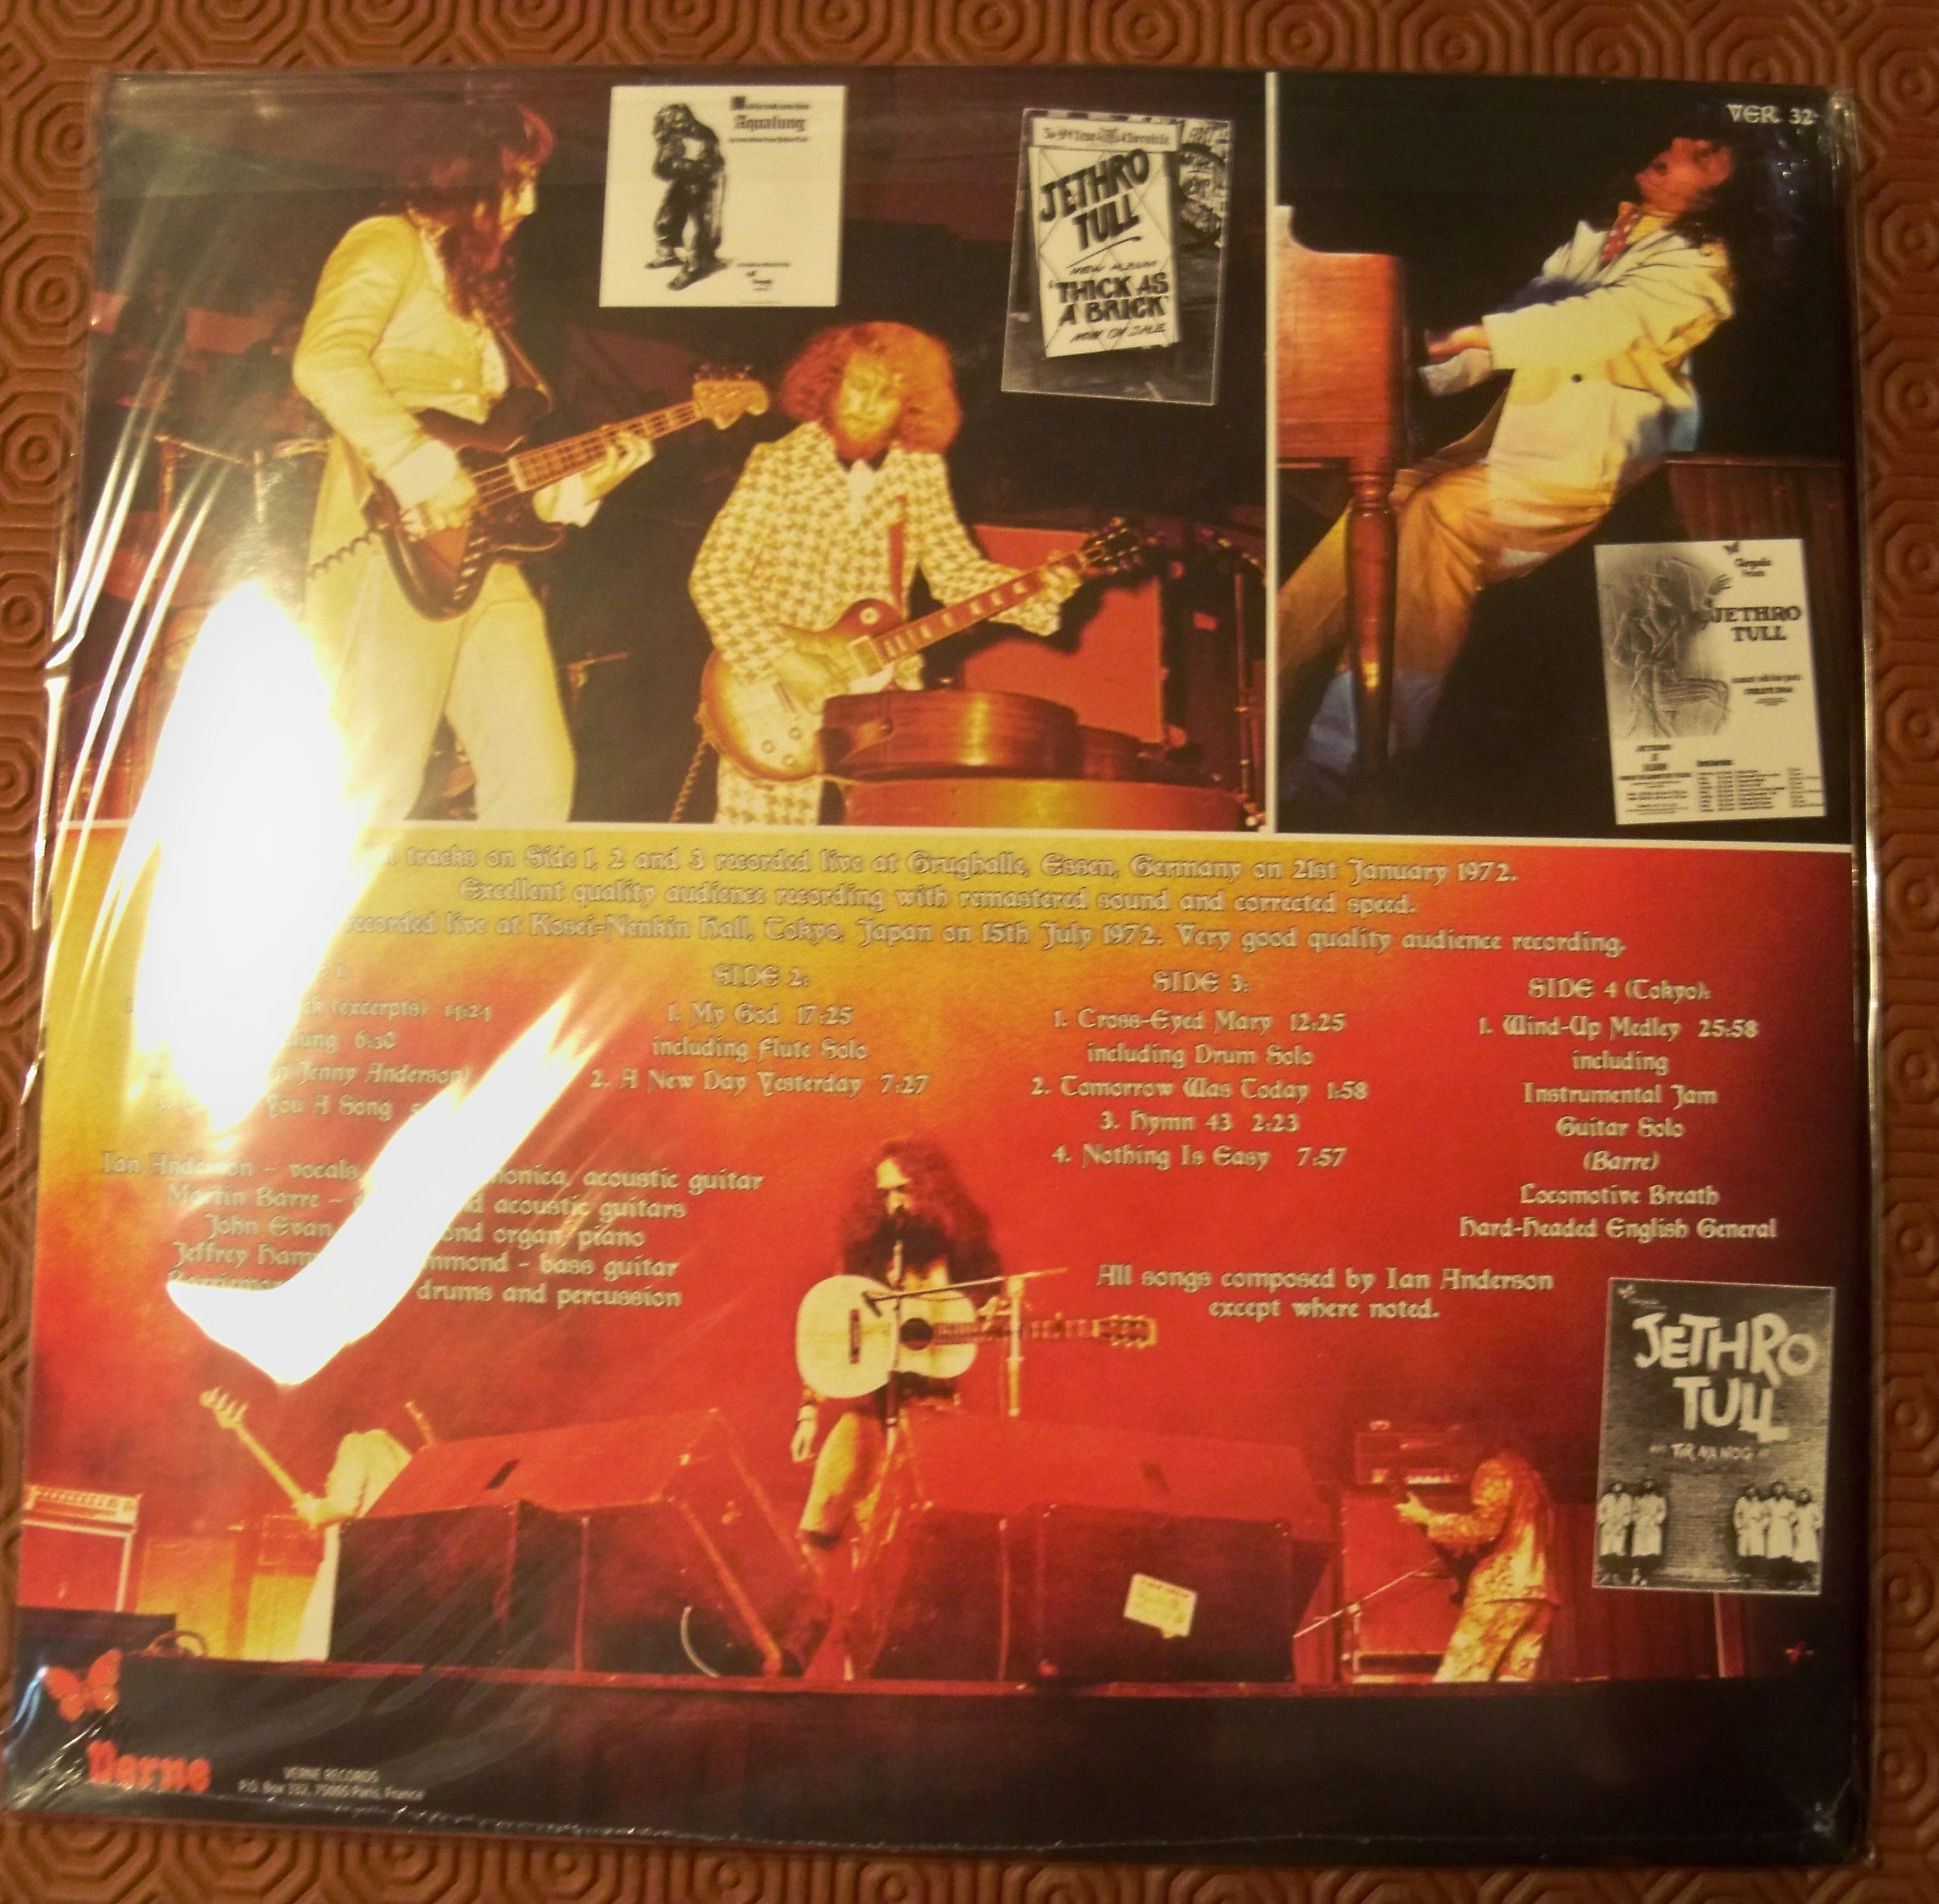 VER 32
Aqualung
JETHRO
TULL
NEW ALBUM
'THICK AS
A BRICK'
NOW ON SALE
Chrysalis
JETHRO
TULL
tracks on Side 1, 2 and 3 recorded live at Grughalle, Essen, Germany on 21st January 1972.
Excellent quality audience recording with remastered sound and corrected speed.
recorded live at Kosei-Nenkin Hall, Tokyo, Japan on 15th July 1972. Very good quality audience recording.
(excerpts)
6:30
Jenny Anderson)
You A Song
SIDE 2:
1. My God 17:25
including Flute Solo
2. A New Day Yesterday 7:27
SIDE 3:
1. Cross-Eyed Mary 12:25
including Drum Solo
2. Tomorrow Was Today 1:58
3. Hymn 43 2:23
4. Nothing Is Easy 7:57
SIDE 4 (Tokyo):
1. Wind-Up Medley 25:58
including
Instrumental Jam
Guitar Solo
(Barre)
Locomotive Breath
Hard-Headed English General
Ian Anderson - vocals acoustic guitar
Martin Barre - acoustic guitars
John Evan organ, piano
Jeffrey - bass guitar
drums and percussion
All songs composed by Ian Anderson
except where noted.
JETHRO
TULL
TIR NA NOG
Verne
VERNE RECORDS
P.O. Box 332, 75005 Paris, France